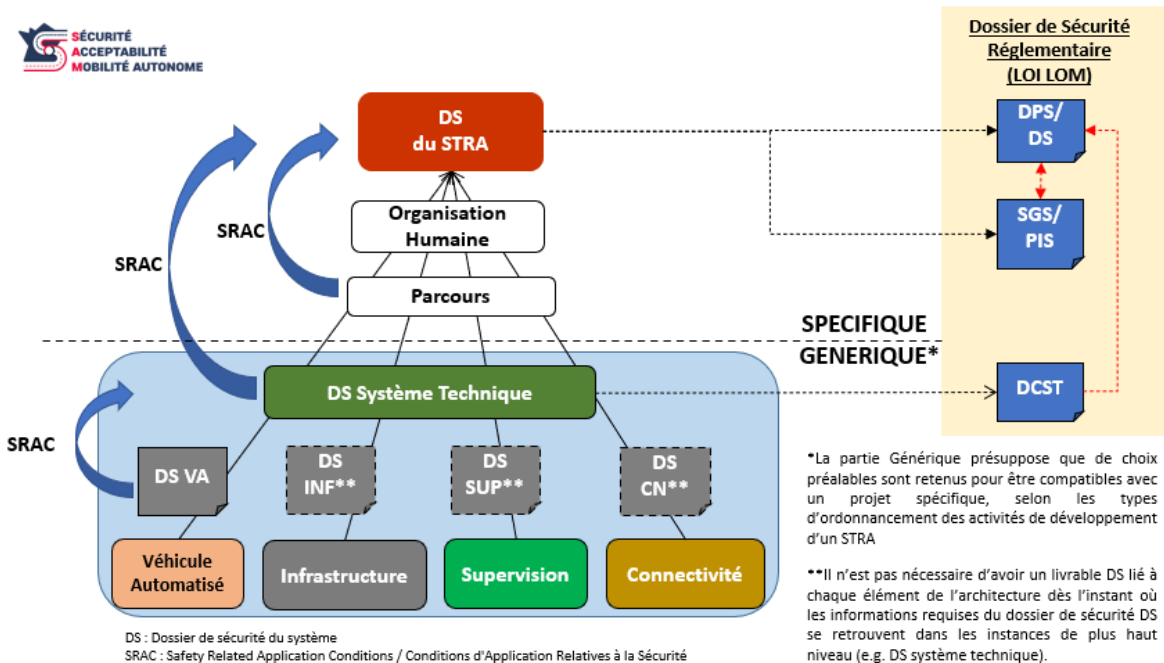 SÉCURITÉ
ACCEPTABILITÉ
MOBILITÉ AUTONOME
Dossier de Sécurité
Réglementaire
(LOI LOM)
DS
du STRA
DPS/
DS
Organisation
Humaine
SGS/
PIS
SRAC
SRAC
Parcours
SPECIFIQUE
GENERIQUE*
DS Système Technique
DCST
SRAC
DS VA
DS
INF**
DS
SUP**
DS
CN**
Véhicule
Automatisé
Infrastructure
Supervision
Connectivité
*La partie Générique présuppose que de choix
préalables sont retenus pour être compatibles avec
un projet spécifique, selon les types
d'ordonnancement des activités de développement
d'un STRA
**Il n'est pas nécessaire d'avoir un livrable DS lié à
chaque élément de l'architecture dès l'instant où
les informations requises du dossier de sécurité DS
se retrouvent dans les instances de plus haut
niveau (e.g. DS système technique).
DS : Dossier de sécurité du système
SRAC : Safety Related Application Conditions / Conditions d'Application Relatives à la Sécurité